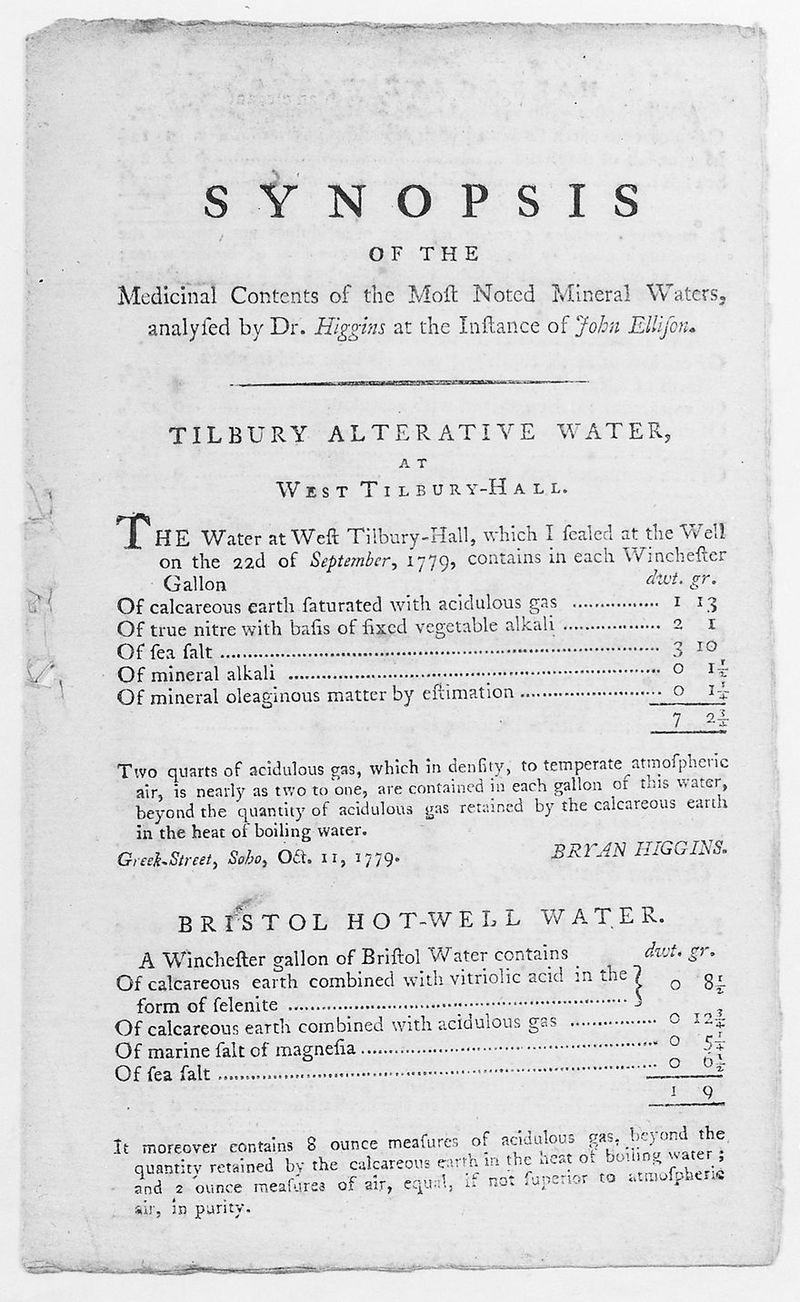 SYNOPSIS
OF THE
Medicinal Contents of the Moſt Noted Mineral Waters,
analyſed by Dr. Higgins at the Inſtance of John Elliſon.
TILBURY ALTERATIVE WATER,
AT
WEST TILBURY-HALL.
THE Water at Weſt Tilbury-Hall, which I ſealed at the Well
on the 22d of September, 1779, contains in each Wincheſter
Gallon dwt. gr.
Of calcareous earth ſaturated with acidulous gas ................ 1 13
Of true nitre with baſis of fixed vegetable alkali .................. 2 1
Of ſea ſalt ................................................................ 3 10
Of mineral alkali ...................................................... 0 1½
Of mineral oleaginous matter by eſtimation ......................... 0 1¼
7 2¾
Two quarts of acidulous gas, which in denſity, to temperate atmoſpheric
air, is nearly as two to one, are contained in each gallon of this water,
beyond the quantity of acidulous gas retained by the calcareous earth
in the heat of boiling water.
Greek-Street, Soho, Oct. 11, 1779. BRYAN HIGGINS.
BRISTOL HOT-WELL WATER.
A Wincheſter gallon of Briſtol Water contains dwt. gr.
Of calcareous earth combined with vitriolic acid in the } 0 8½
form of ſelenite ......................................................
Of calcareous earth combined with acidulous gas ................ 0 12¾
Of marine ſalt of magneſia ............................................. 0 5¼
Of ſea ſalt ................................................................ 0 6½
1 9
It moreover contains 8 ounce meaſures of acidulous gas, beyond the
quantity retained by the calcareous earth in the heat of boiling water;
and 2 ounce meaſures of air, equal, if not ſuperior to atmoſpheric
air, in purity.